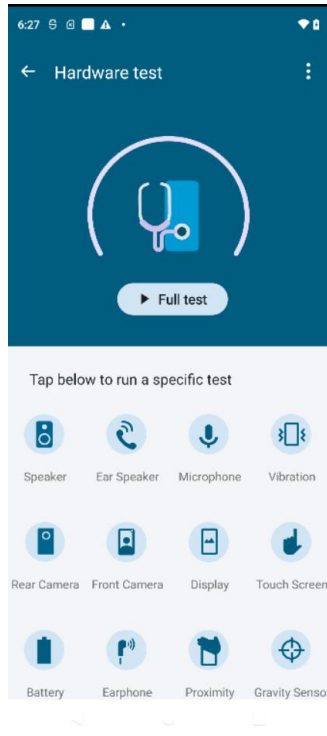 6:27
Hardware test
Full test
Tap below to run a specific test
Speaker Ear Speaker Microphone Vibration
Rear Camera Front Camera Display Touch Screen
Battery Earphone Proximity Gravity Senso